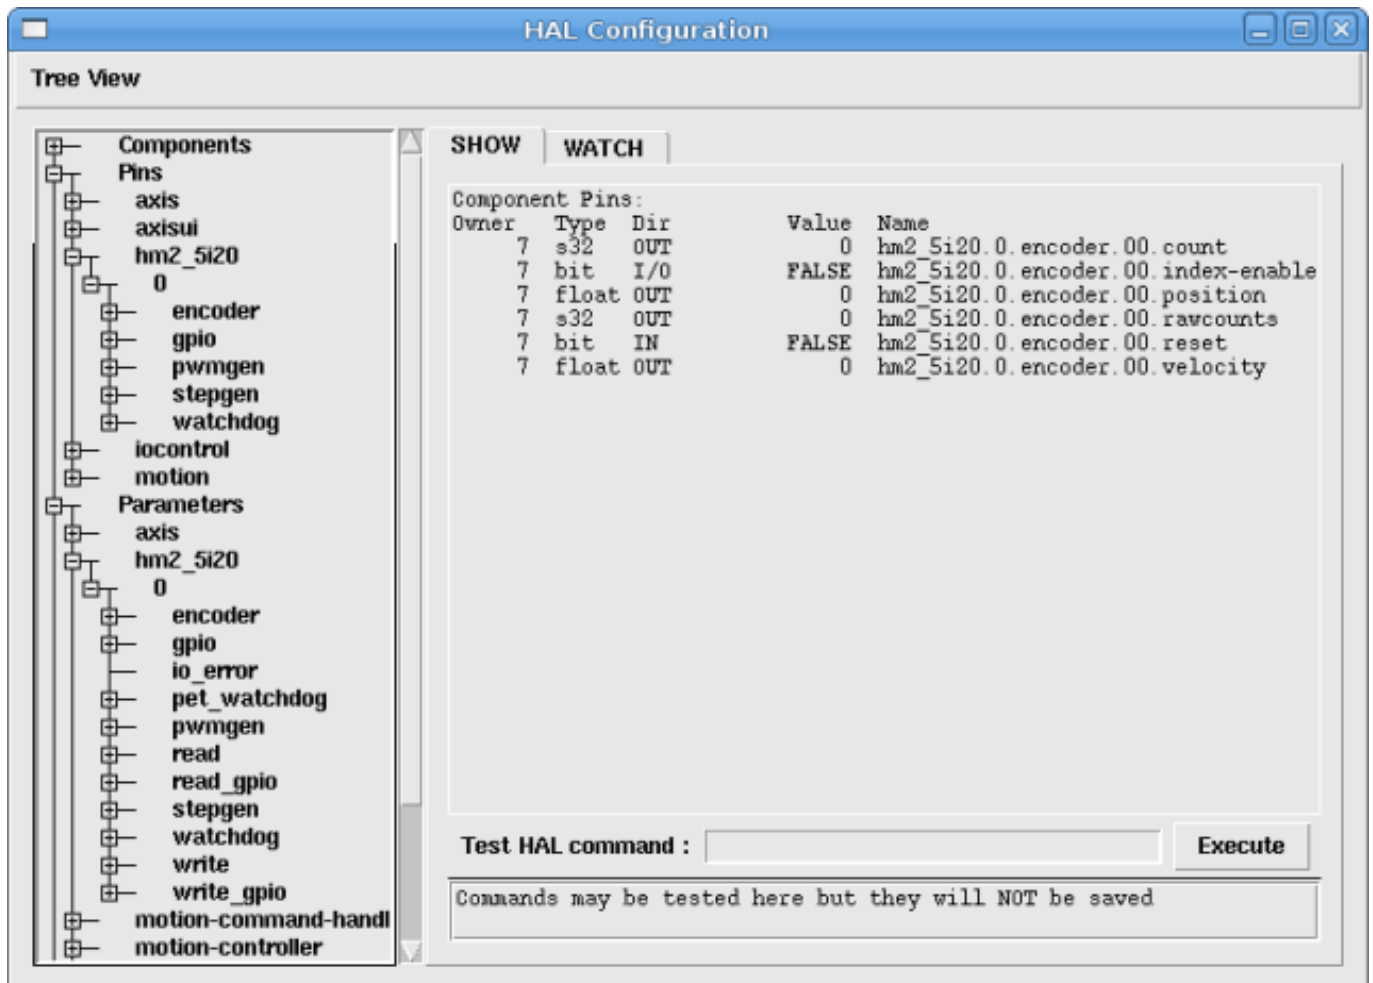 HAL Configuration
Tree View
Components
Pins
axis
axisui
hm2_5i20
0
encoder
gpio
pwmgen
stepgen
watchdog
iocontrol
motion
Parameters
axis
hm2_5i20
0
encoder
gpio
io_error
pet_watchdog
pwmgen
read
read_gpio
stepgen
watchdog
write
write_gpio
motion-command-handl
motion-controller
SHOW WATCH
Component Pins:
Owner Type Dir Value Name
7 s32 OUT 0 hm2_5i20.0.encoder.00.count
7 bit I/O FALSE hm2_5i20.0.encoder.00.index-enable
7 float OUT 0 hm2_5i20.0.encoder.00.position
7 s32 OUT 0 hm2_5i20.0.encoder.00.rawcounts
7 bit IN FALSE hm2_5i20.0.encoder.00.reset
7 float OUT 0 hm2_5i20.0.encoder.00.velocity
Test HAL command : Execute
Commands may be tested here but they will NOT be saved